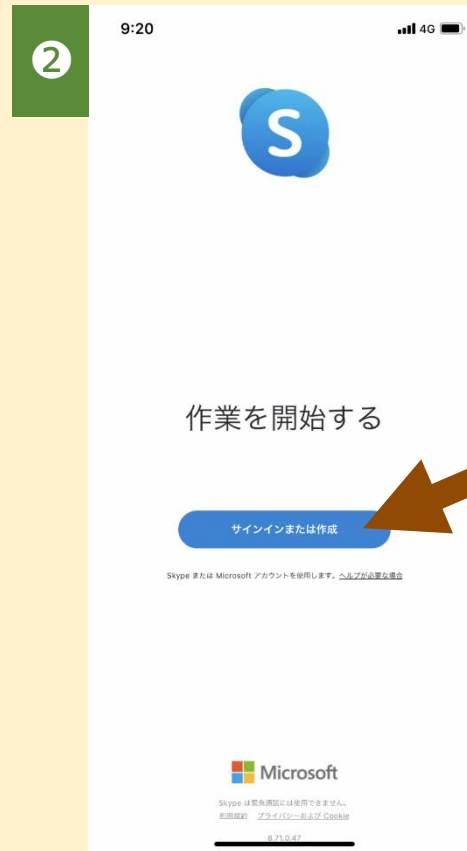 ❷
9:20
4G
S
作業を開始する
サインインまたは作成
Skype または Microsoft アカウントを使用します。ヘルプが必要な場合
Microsoft
Skype は緊急通話には使用できません。
利用規約 プライバシーおよび Cookie
8.71.0.47